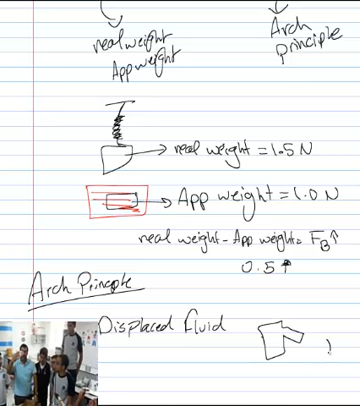 real weight
App weight
Arch
principle
real weight = 1.5 N
App weight = 1.0 N
real weight - App weight = FB↑
0.5↑
Arch Principle
Displaced Fluid